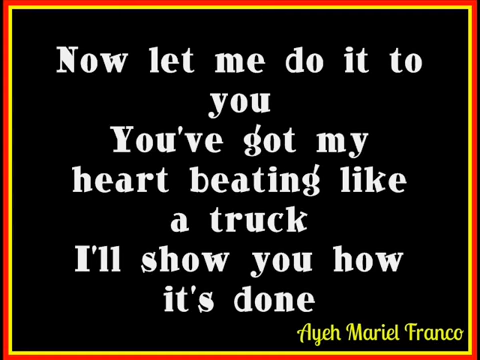 Now let me do it to
you
You've got my
heart beating like
a truck
I'll show you how
it's done
Ayeh Mariel Franco